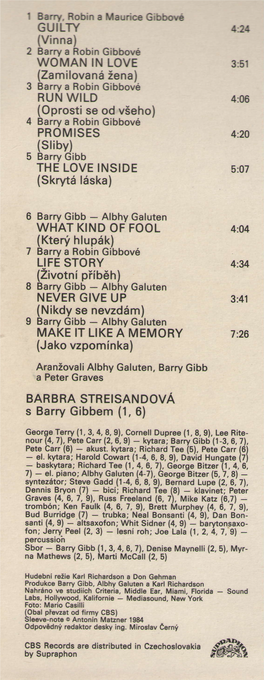 1 Barry, Robin a Maurice Gibbové
GUILTY 4:24
(Vinna)
2 Barry a Robin Gibbové
WOMAN IN LOVE 3:51
(Zamilovaná žena)
3 Barry a Robin Gibbové
RUN WILD 4:06
(Oprosti se od všeho)
4 Barry a Robin Gibbové
PROMISES 4:20
(Sliby)
5 Barry Gibb
THE LOVE INSIDE 5:07
(Skrytá láska)
6 Barry Gibb — Albhy Galuten
WHAT KIND OF FOOL 4:04
(Který hlupák)
7 Barry a Robin Gibbové
LIFE STORY 4:34
(Životní příběh)
8 Barry Gibb — Albhy Galuten
NEVER GIVE UP 3:41
(Nikdy se nevzdám)
9 Barry Gibb — Albhy Galuten
MAKE IT LIKE A MEMORY 7:26
(Jako vzpomínka)
Aranžovali Albhy Galuten, Barry Gibb
a Peter Graves
BARBRA STREISANDOVÁ
s Barry Gibbem (1, 6)
George Terry (1, 3, 4, 8, 9), Cornell Dupree (1, 8, 9), Lee Rite-
nour (4, 7), Pete Carr (2, 6, 9) — kytara; Barry Gibb (1-3, 6, 7),
Pete Carr (6) — akust. kytara; Richard Tee (5), Pete Carr (6)
— el. kytara; Harold Cowart (1-4, 6, 8, 9), David Hungate (7)
— baskytara; Richard Tee (1, 4, 6, 7), George Bitzer (1, 4, 6,
7) — el. piano; Albhy Galuten (4-7), George Bitzer (5, 7, 8) —
syntezátor; Steve Gadd (1-4, 6, 8, 9), Bernard Lupe (2, 6, 7),
Dennis Bryon (7) — bicí; Richard Tee (8) — klavinet; Peter
Graves (4, 6, 7, 9), Russ Freeland (6, 7), Mike Katz (6,7) —
trombón; Ken Faulk (4, 6, 7, 9), Brett Murphey (4, 6, 7, 9),
Bud Burridge (7) — trubka; Neal Bonsanti (4, 9), Dan Bon-
santi (4, 9) — altsaxofon; Whit Sidner (4, 9) — barytonsaxo-
fon; Jerry Peel (2, 3) — lesní roh; Joe Lala (1, 2, 4, 7, 9) —
percussion
Sbor — Barry Gibb (1, 3, 4, 6, 7), Denise Maynelli (2, 5), Myr-
na Mathews (2, 5), Marti McCall (2, 5)
Hudební režie Karl Richardson a Don Gehman
Produkce Barry Gibb, Albhy Galuten a Karl Richardson
Nahráno ve studiích Criteria, Middle Ear, Miami, Florida — Sound
Labs, Hollywood, Kalifornie — Mediasound, New York
Foto: Mario Casilli
(Obal převzat od firmy CBS)
Sleeve-note © Antonín Matzner 1984
Odpovědný redaktor desky ing. Miroslav Černý
CBS Records are distributed in Czechoslovakia
by Supraphon
SUPRAPHON